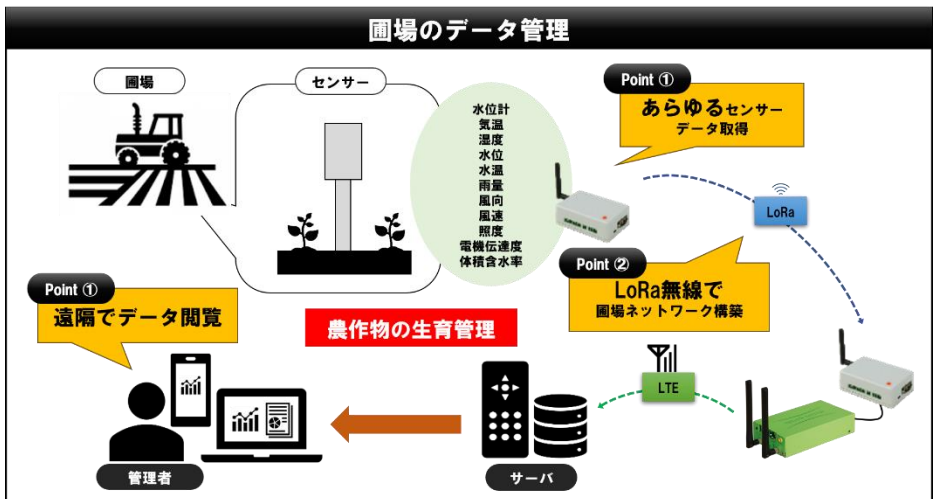 圃場のデータ管理
圃場
センサー
水位計
気温
湿度
水位
水温
雨量
風向
風速
照度
電機伝達度
体積含水率
Point ①
あらゆるセンサー
データ取得
LoRa
Point ②
LoRa無線で
圃場ネットワーク構築
Point ①
遠隔でデータ閲覧
農作物の生育管理
LTE
管理者
サーバ